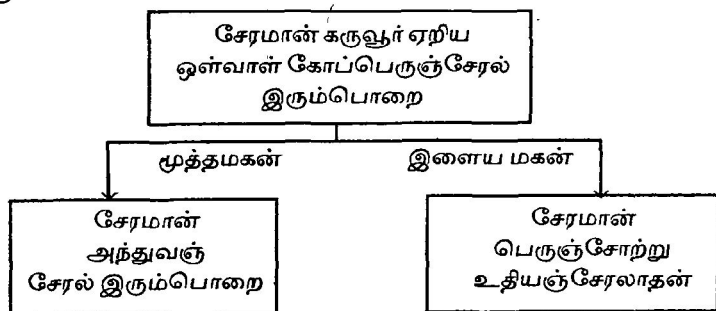 சேரமான் கருவூர் ஏறிய
ஒள்வாள் கோப்பெருஞ்சேரல்
இரும்பொறை
மூத்தமகன்
இளைய மகன்
சேரமான்
அந்துவஞ்
சேரல் இரும்பொறை
சேரமான்
பெருஞ்சோற்று
உதியஞ்சேரலாதன்